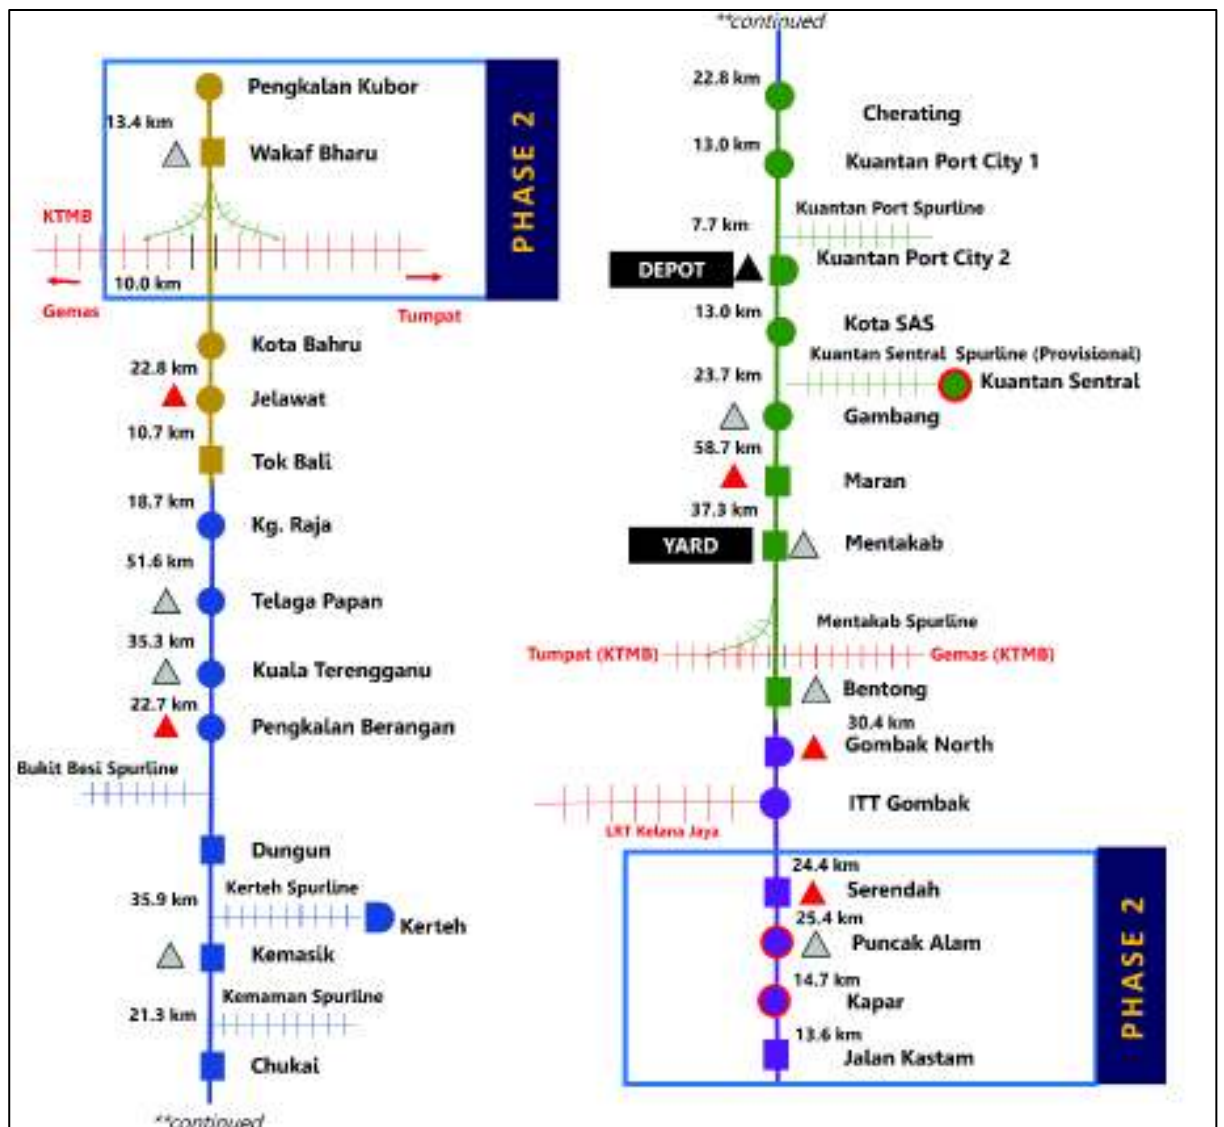 Pengkalan Kubor
13.4 km
Wakaf Bharu
KTMB
10.0 km
Gemas
Tumpat
PHASE 2
Kota Bahru
22.8 km
Jelawat
10.7 km
Tok Bali
18.7 km
Kg. Raja
51.6 km
Telaga Papan
35.3 km
Kuala Terengganu
22.7 km
Pengkalan Berangan
Bukit Besi Spurline
Dungun
35.9 km
Kerteh Spurline
Kerteh
Kemasik
Kemaman Spurline
21.3 km
Chukai
**continued
**continued
22.8 km
Cherating
13.0 km
Kuantan Port City 1
Kuantan Port Spurline
7.7 km
Kuantan Port City 2
DEPOT
13.0 km
Kota SAS
Kuantan Sentral Spurline (Provisional)
23.7 km
Kuantan Sentral
Gambang
58.7 km
Maran
37.3 km
YARD
Mentakab
Mentakab Spurline
Tumpat (KTMB)
Gemas (KTMB)
Bentong
30.4 km
Gombak North
ITT Gombak
LRT Kelana Jaya
24.4 km
Serendah
25.4 km
Puncak Alam
14.7 km
Kapar
13.6 km
Jalan Kastam
PHASE 2